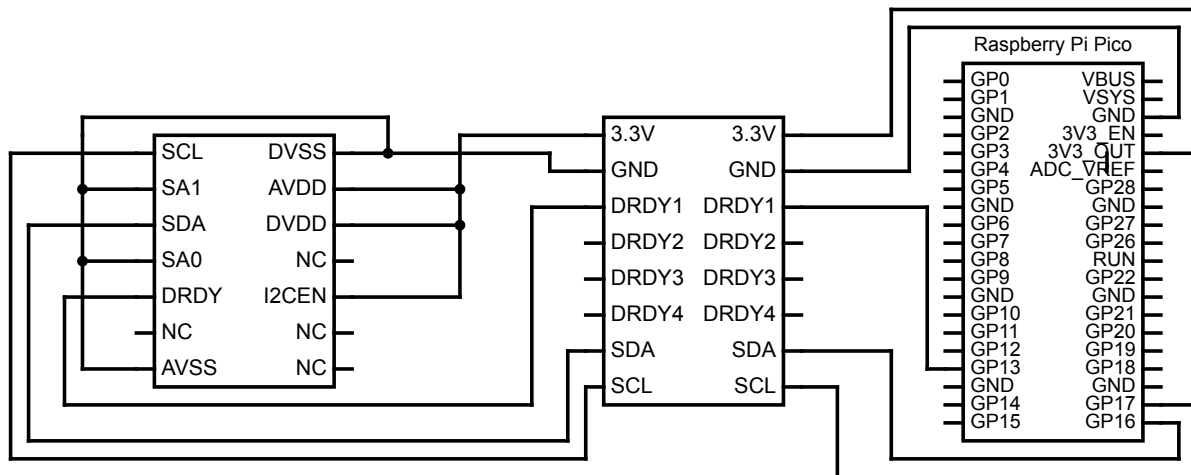 Raspberry Pi Pico
SCL DVSS
SA1 AVDD
SDA DVDD
SA0 NC
DRDY I2CEN
NC NC
AVSS NC
3.3V 3.3V
GND GND
DRDY1 DRDY1
DRDY2 DRDY2
DRDY3 DRDY3
DRDY4 DRDY4
SDA SDA
SCL SCL
GP0 VBUS
GP1 VSYS
GND GND
GP2 3V3_EN
GP3 3V3_OUT
GP4 ADC_VREF
GP5 GP28
GND GND
GP6 GP27
GP7 GP26
GP8 RUN
GP9 GP22
GND GND
GP10 GP21
GP11 GP20
GP12 GP19
GP13 GP18
GND GND
GP14 GP17
GP15 GP16